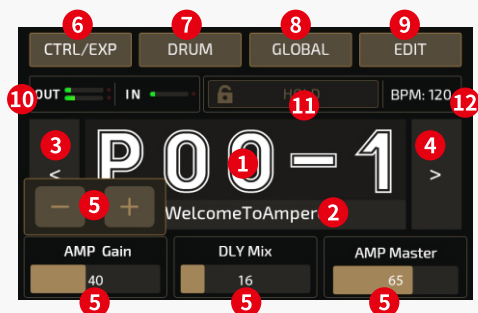 6 7 8 9
CTRL/EXP DRUM GLOBAL EDIT
10 OUT IN HOLD 11 BPM: 120 12
3 P00-1 1 4
< >
- 5 + WelcomeToAmpero 2
AMP Gain DLY Mix AMP Master
40 16 65
5 5 5